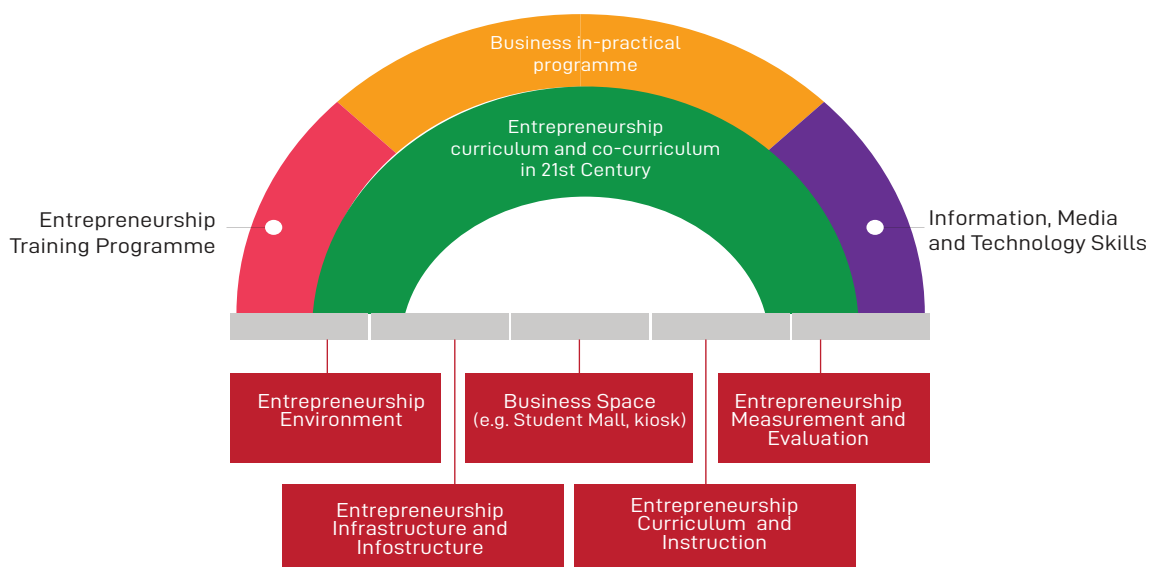 Business in-practical
programme
Entrepreneurship
curriculum and co-curriculum
in 21st Century
Entrepreneurship
Training Programme
Information, Media
and Technology Skills
Entrepreneurship
Environment
Business Space
(e.g. Student Mall, kiosk)
Entrepreneurship
Measurement and
Evaluation
Entrepreneurship
Infrastructure and
Infostructure
Entrepreneurship
Curriculum and
Instruction